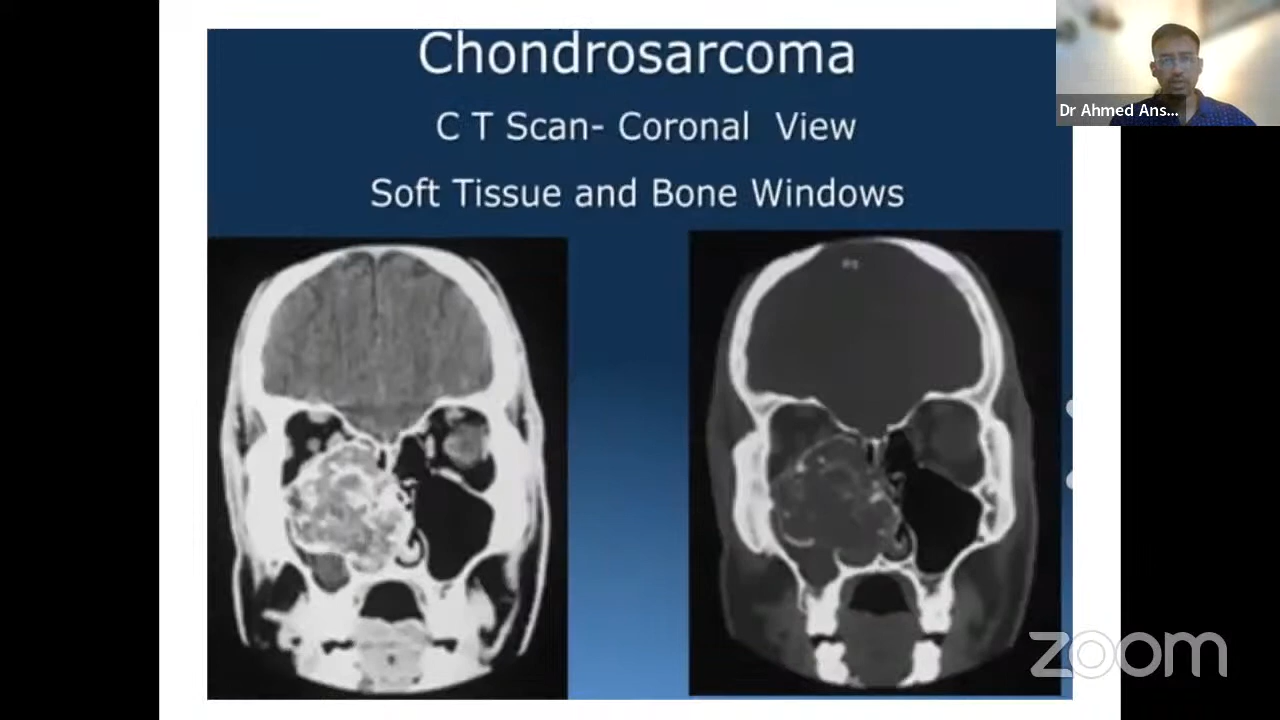 Chondrosarcoma
C T Scan- Coronal View
Soft Tissue and Bone Windows
Dr Ahmed Ans...
zoom